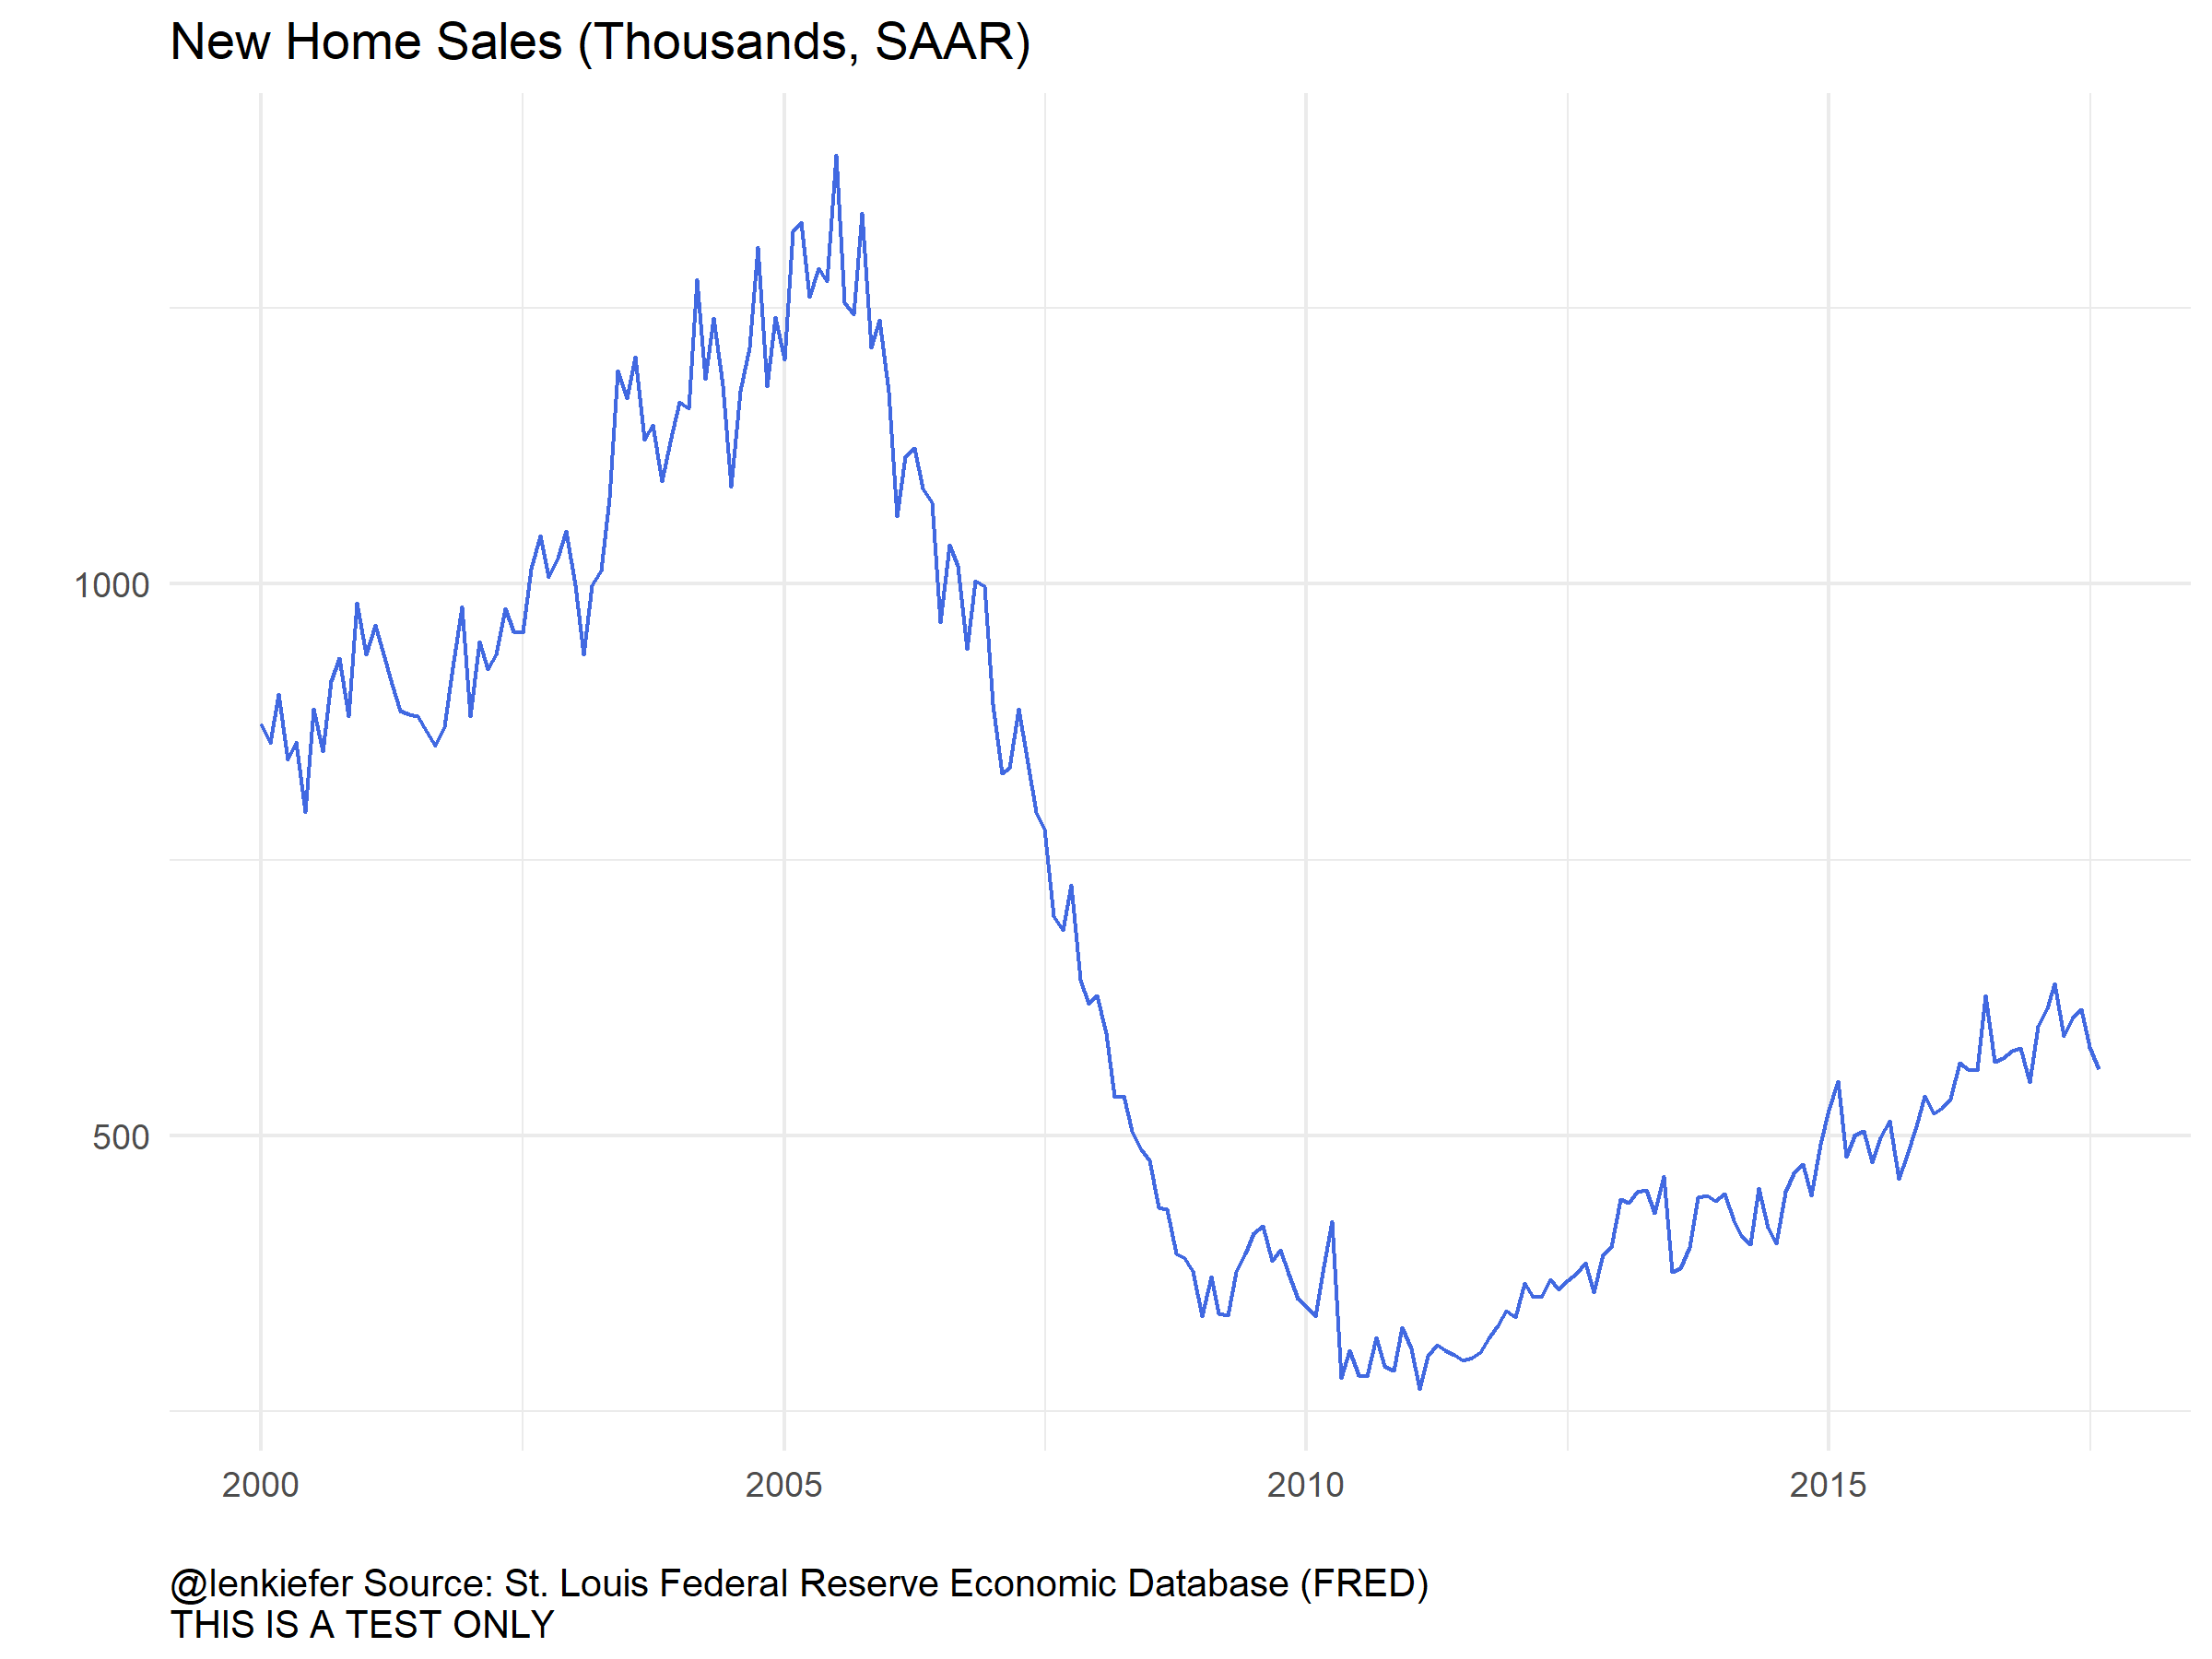 New Home Sales (Thousands, SAAR)
1000
500
2000 2005 2010 2015
@lenkiefer Source: St. Louis Federal Reserve Economic Database (FRED)
THIS IS A TEST ONLY